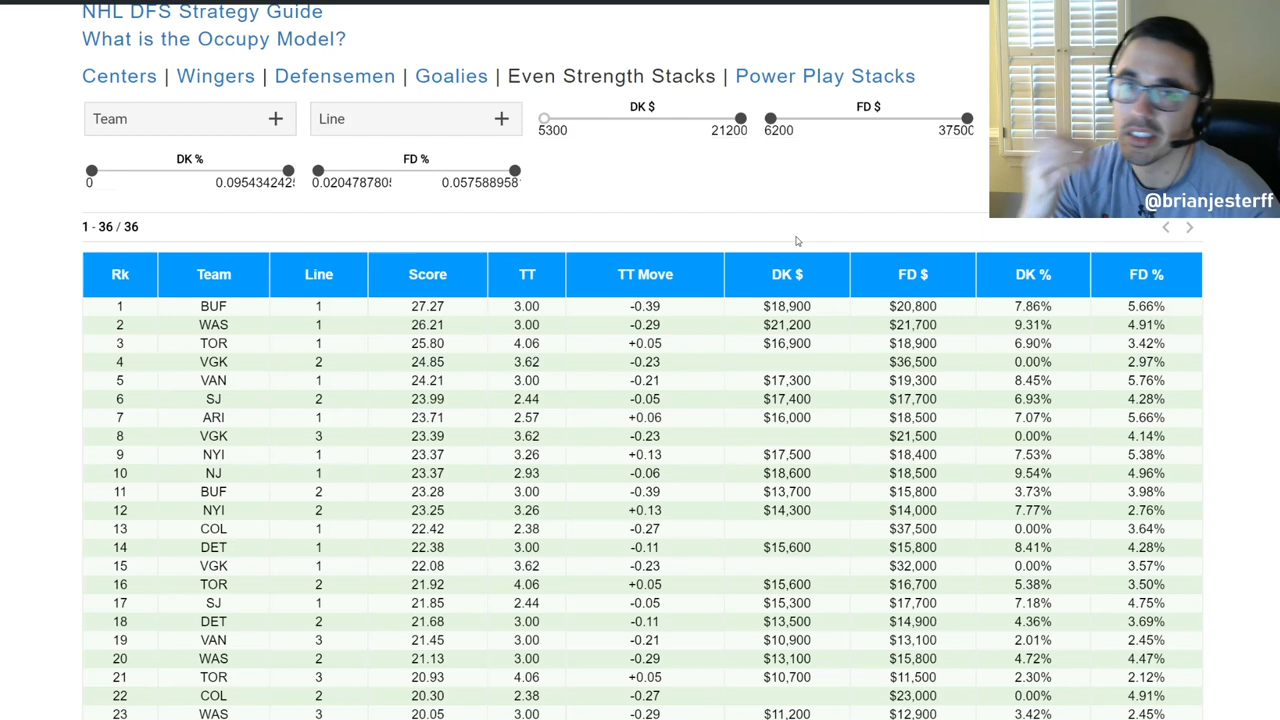 NHL DFS Strategy Guide
What is the Occupy Model?
Centers | Wingers | Defensemen | Goalies | Even Strength Stacks | Power Play Stacks
Team + Line + DK $ FD $
5300 21200 6200 37500
DK % FD %
0 0.095434242 0.020478780 0.057588958
@brianjesterff
1 - 36 / 36 < >
Rk Team Line Score TT TT Move DK $ FD $ DK % FD %
1 BUF 1 27.27 3.00 -0.39 $18,900 $20,800 7.86% 5.66%
2 WAS 1 26.21 3.00 -0.29 $21,200 $21,700 9.31% 4.91%
3 TOR 1 25.80 4.06 +0.05 $16,900 $18,900 6.90% 3.42%
4 VGK 2 24.85 3.62 -0.23 $36,500 0.00% 2.97%
5 VAN 1 24.21 3.00 -0.21 $17,300 $19,300 8.45% 5.76%
6 SJ 2 23.99 2.44 -0.05 $17,400 $17,700 6.93% 4.28%
7 ARI 1 23.71 2.57 +0.06 $16,000 $18,500 7.07% 5.66%
8 VGK 3 23.39 3.62 -0.23 $21,500 0.00% 4.14%
9 NYI 1 23.37 3.26 +0.13 $17,500 $18,400 7.53% 5.38%
10 NJ 1 23.37 2.93 -0.06 $18,600 $18,500 9.54% 4.96%
11 BUF 2 23.28 3.00 -0.39 $13,700 $15,800 3.73% 3.98%
12 NYI 2 23.25 3.26 +0.13 $14,300 $14,000 7.77% 2.76%
13 COL 1 22.42 2.38 -0.27 $37,500 0.00% 3.64%
14 DET 1 22.38 3.00 -0.11 $15,600 $15,800 8.41% 4.28%
15 VGK 1 22.08 3.62 -0.23 $32,000 0.00% 3.57%
16 TOR 2 21.92 4.06 +0.05 $15,600 $16,700 5.38% 3.50%
17 SJ 1 21.85 2.44 -0.05 $15,300 $17,700 7.18% 4.75%
18 DET 2 21.68 3.00 -0.11 $13,500 $14,900 4.36% 3.69%
19 VAN 3 21.45 3.00 -0.21 $10,900 $13,100 2.01% 2.45%
20 WAS 2 21.13 3.00 -0.29 $13,100 $15,800 4.72% 4.47%
21 TOR 3 20.93 4.06 +0.05 $10,700 $11,500 2.30% 2.12%
22 COL 2 20.30 2.38 -0.27 $23,000 0.00% 4.91%
23 WAS 3 20.05 3.00 -0.29 $11,200 $12,900 3.42% 2.45%